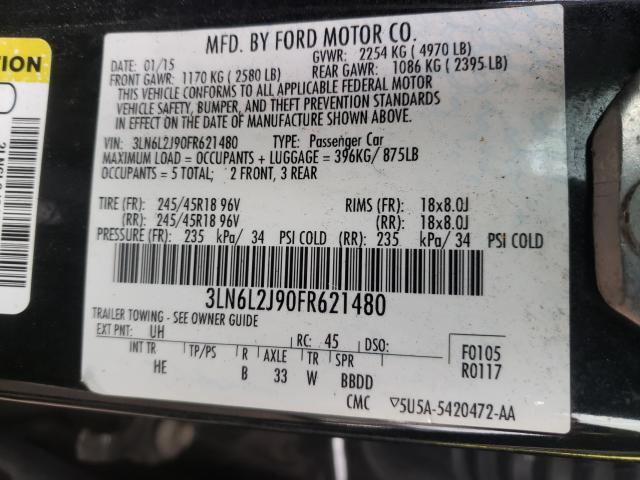 MFD. BY FORD MOTOR CO.
DATE: 01/15 GVWR: 2254 KG ( 4970 LB)
FRONT GAWR: 1170 KG ( 2580 LB) REAR GAWR: 1086 KG ( 2395 LB)
THIS VEHICLE CONFORMS TO ALL APPLICABLE FEDERAL MOTOR
VEHICLE SAFETY, BUMPER, AND THEFT PREVENTION STANDARDS
IN EFFECT ON THE DATE OF MANUFACTURE SHOWN ABOVE.
VIN: 3LN6L2J90FR621480 TYPE: Passenger Car
MAXIMUM LOAD = OCCUPANTS + LUGGAGE = 396KG/ 875LB
OCCUPANTS = 5 TOTAL; 2 FRONT, 3 REAR
TIRE (FR): 245/45R18 96V RIMS (FR): 18x8.0J
(RR): 245/45R18 96V (RR): 18x8.0J
PRESSURE (FR): 235 kPa/ 34 PSI COLD (RR): 235 kPa/ 34 PSI COLD
3LN6L2J90FR621480
TRAILER TOWING - SEE OWNER GUIDE
EXT PNT: UH RC: 45 DSO: F0105
INT TR TP/PS R AXLE TR SPR R0117
HE B 33 W BBDD
CMC ▽5U5A-5420472-AA
TION